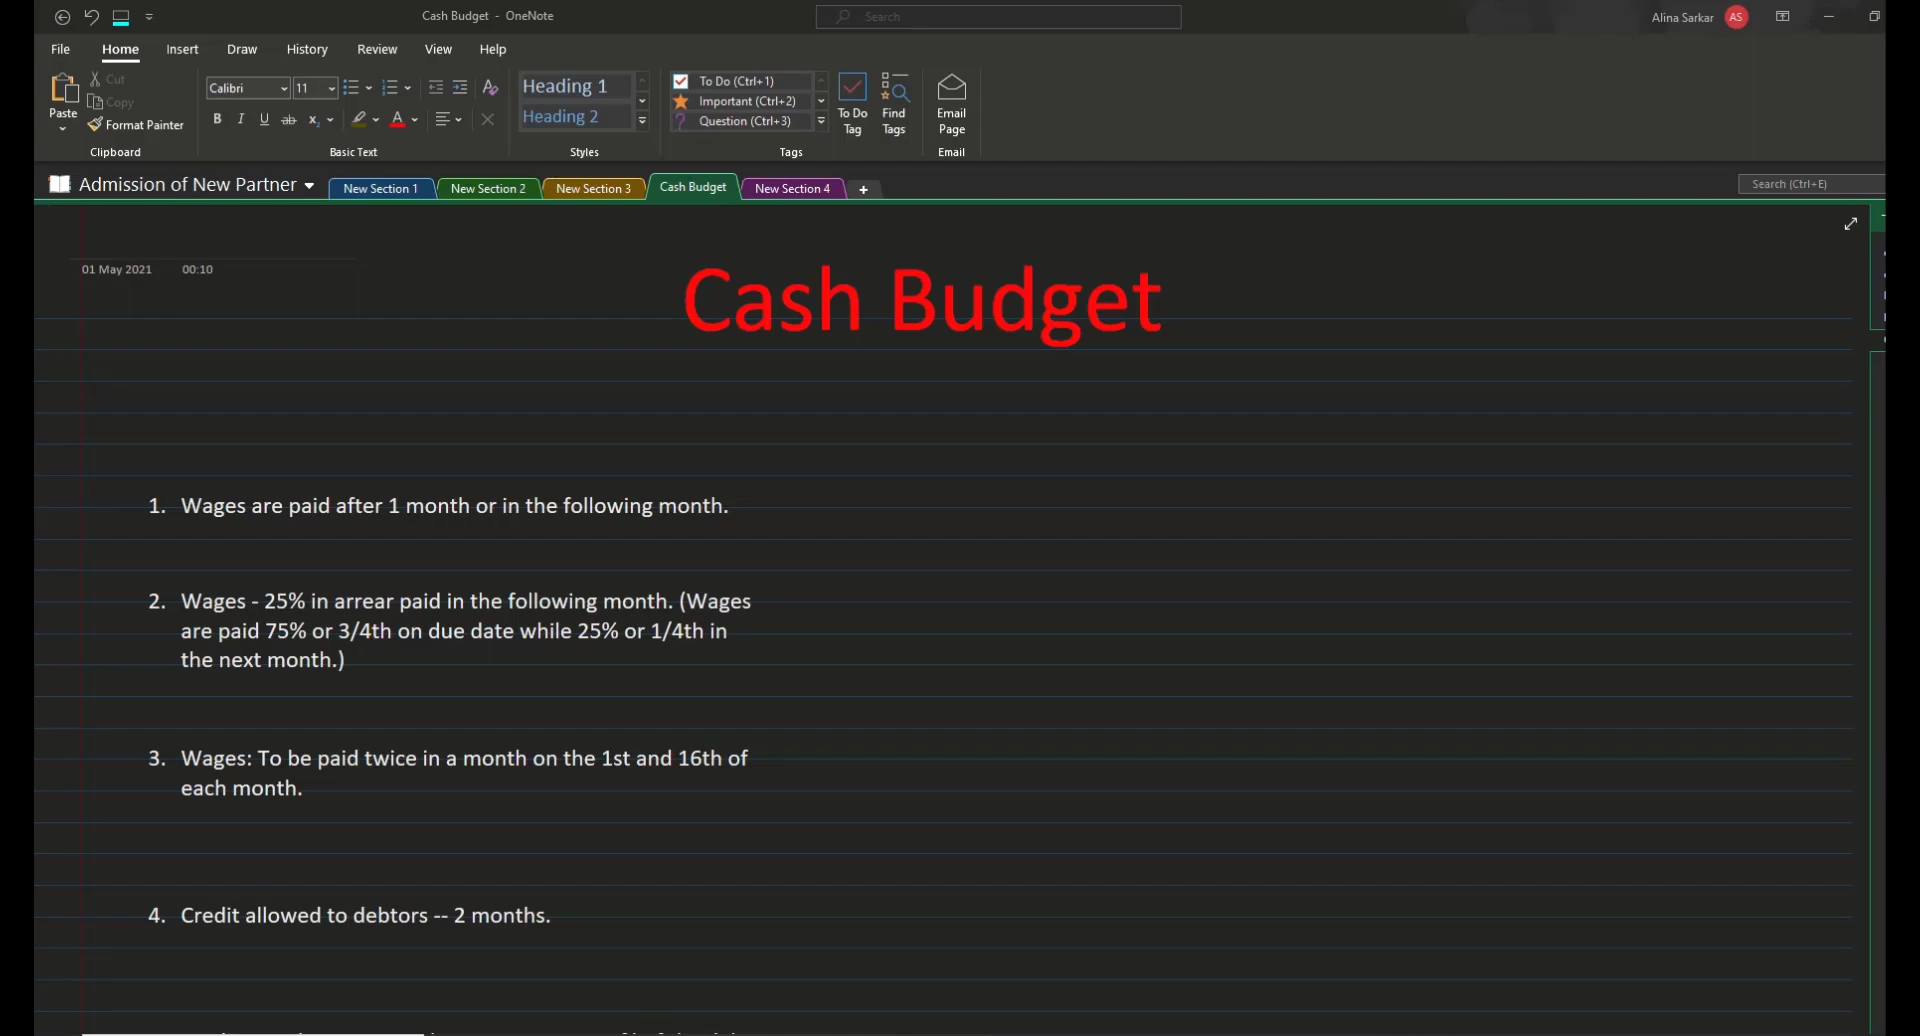 Cash Budget - OneNote
Search
Alina Sarkar
AS
File Home Insert Draw History Review View Help
Paste
Cut
Copy
Format Painter
Clipboard
Calibri 11
B I U ab x₂ A
Basic Text
Heading 1
Heading 2
Styles
To Do (Ctrl+1)
Important (Ctrl+2)
? Question (Ctrl+3)
Tags
To Do
Tag
Find
Tags
Email
Page
Email
Admission of New Partner
New Section 1 New Section 2 New Section 3 Cash Budget New Section 4 +
Search (Ctrl+E)
01 May 2021 00:10
Cash Budget
1. Wages are paid after 1 month or in the following month.
2. Wages - 25% in arrear paid in the following month. (Wages
are paid 75% or 3/4th on due date while 25% or 1/4th in
the next month.)
3. Wages: To be paid twice in a month on the 1st and 16th of
each month.
4. Credit allowed to debtors -- 2 months.